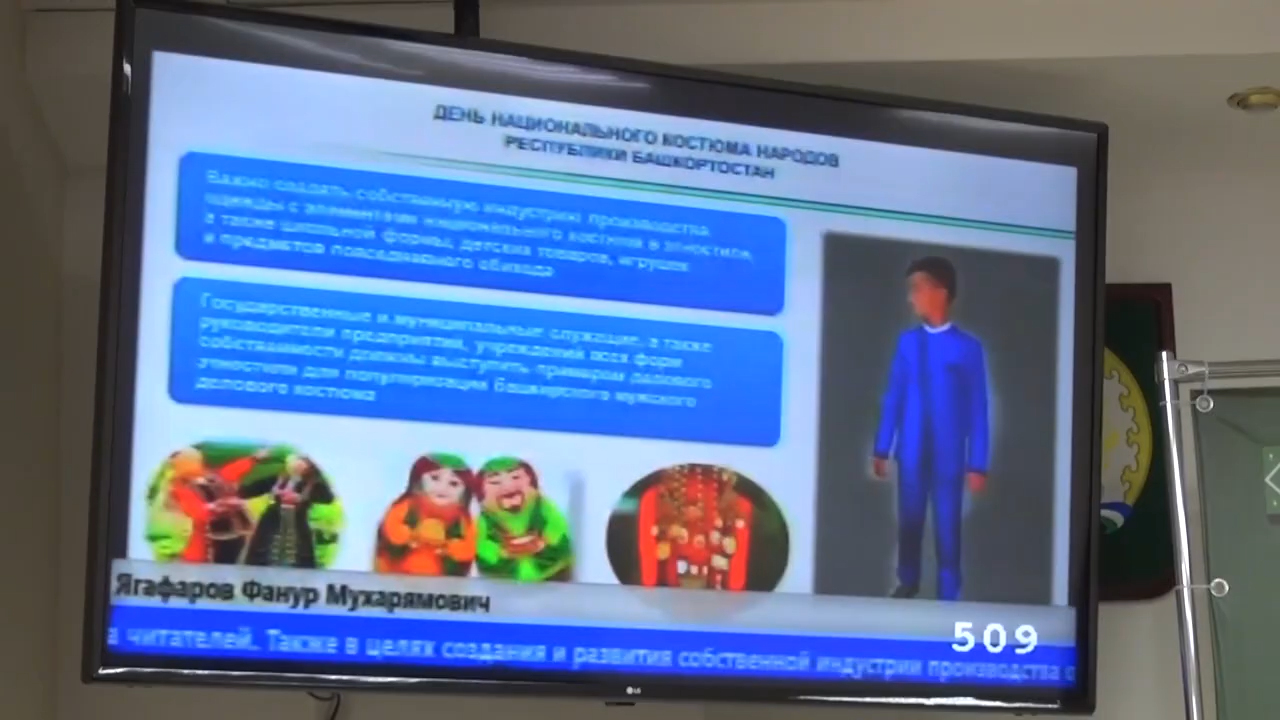 ДЕНЬ НАЦИОНАЛЬНОГО КОСТЮМА НАРОДОВ
РЕСПУБЛИКИ БАШКОРТОСТАН
Важно создать собственную индустрию производства
одежды с элементами национального костюма в этностиле,
а также школьной формы, детских товаров, игрушек
и предметов повседневного обихода
Государственные и муниципальные служащие, а также
руководители предприятий, учреждений всех форм
собственности должны выступить примером делового
этностиля для популяризации башкирского мужского
делового костюма
Ягафаров Фанур Мухарямович
509
а читателей. Также в целях создания и развития собственной индустрии производства о
LG